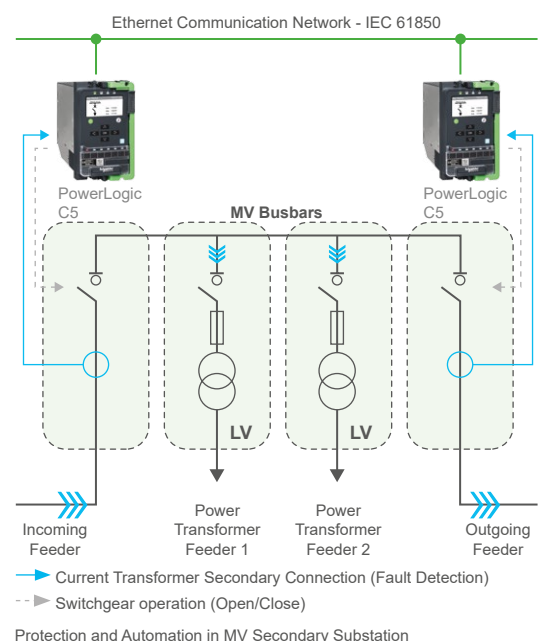 Ethernet Communication Network - IEC 61850
PowerLogic
C5
PowerLogic
C5
MV Busbars
LV
LV
Incoming
Feeder
Power
Transformer
Feeder 1
Power
Transformer
Feeder 2
Outgoing
Feeder
Current Transformer Secondary Connection (Fault Detection)
Switchgear operation (Open/Close)
Protection and Automation in MV Secondary Substation